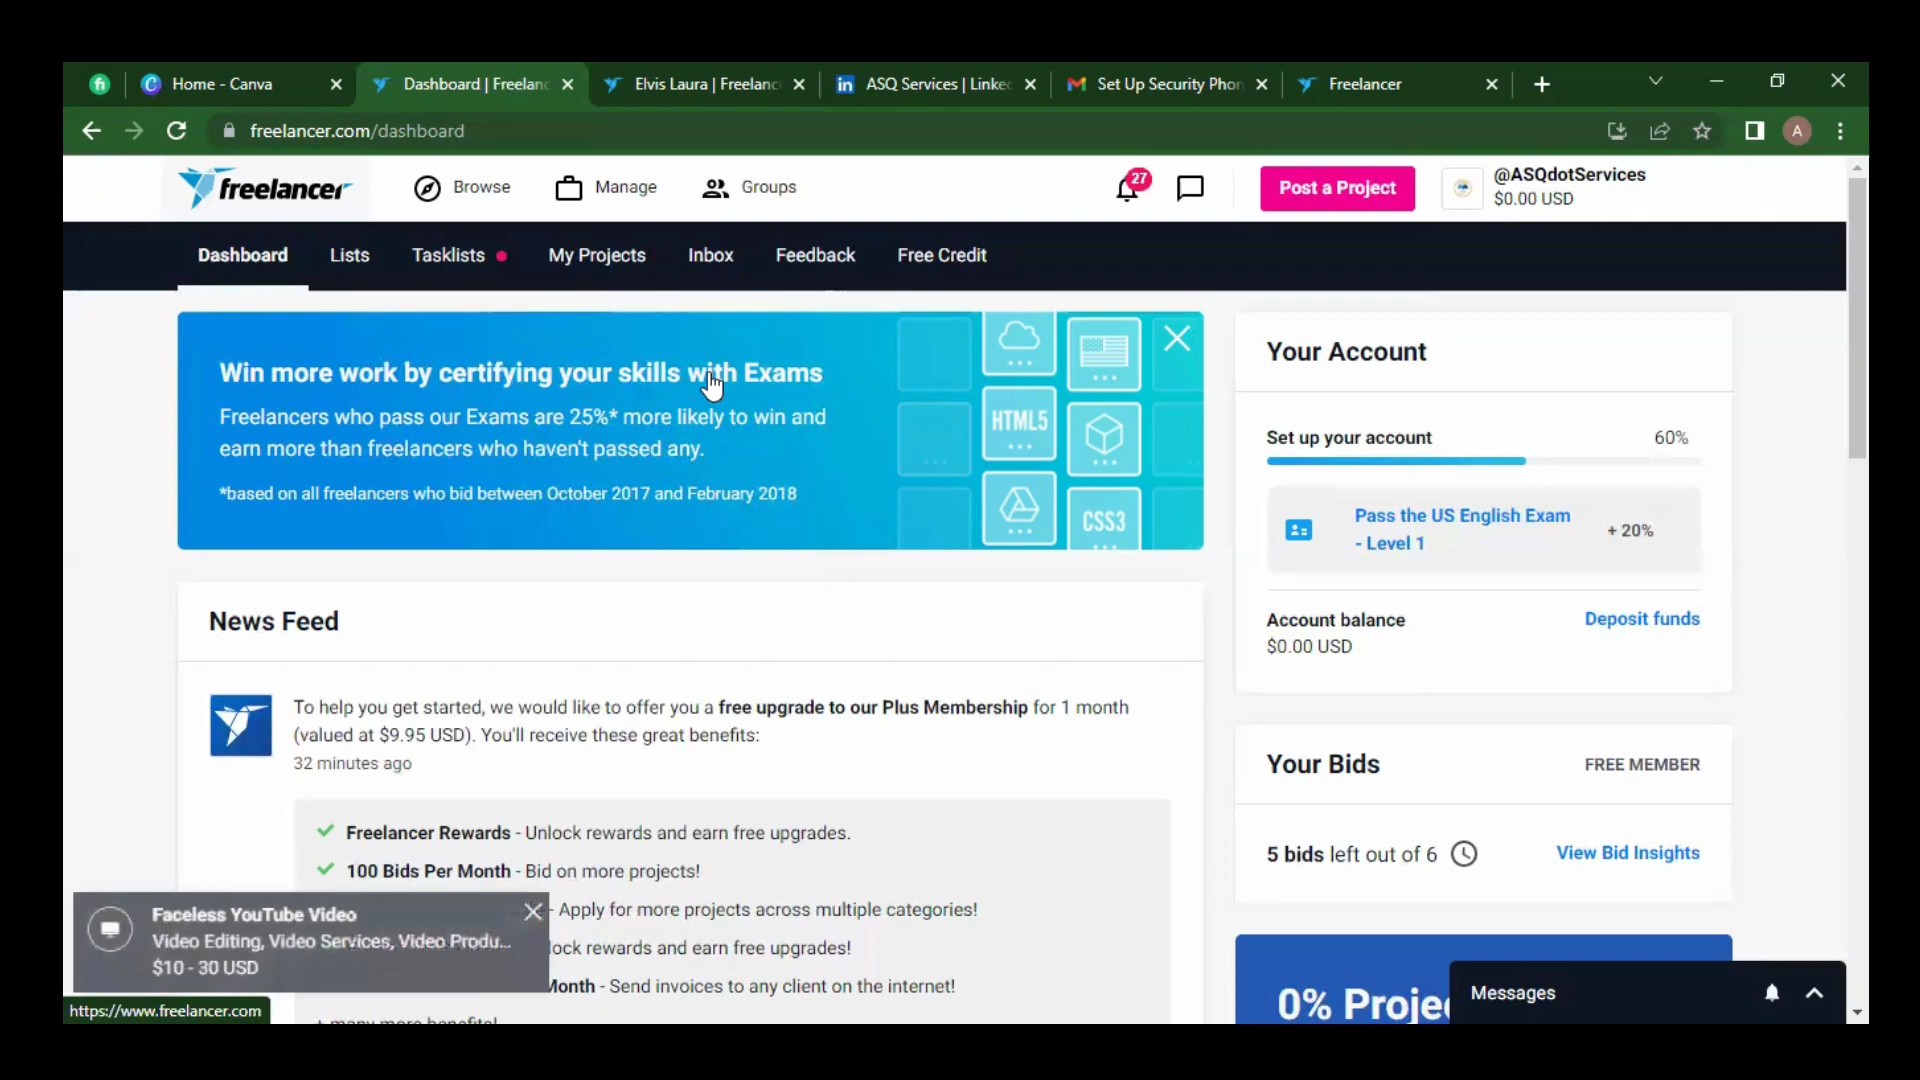 Home - Canva
Dashboard | Freelanc
Elvis Laura | Freelanc
ASQ Services | Linke
Set Up Security Phon
Freelancer
freelancer.com/dashboard
A
freelancer
Browse
Manage
Groups
27
Post a Project
@ASQdotServices
$0.00 USD
Dashboard
Lists
Tasklists
My Projects
Inbox
Feedback
Free Credit
Win more work by certifying your skills with Exams
Freelancers who pass our Exams are 25%* more likely to win and
earn more than freelancers who haven't passed any.
*based on all freelancers who bid between October 2017 and February 2018
HTML5
CSS3
Your Account
Set up your account
60%
Pass the US English Exam
- Level 1
+ 20%
Account balance
$0.00 USD
Deposit funds
News Feed
To help you get started, we would like to offer you a free upgrade to our Plus Membership for 1 month
(valued at $9.95 USD). You'll receive these great benefits:
32 minutes ago
Freelancer Rewards - Unlock rewards and earn free upgrades.
100 Bids Per Month - Bid on more projects!
- Apply for more projects across multiple categories!
lock rewards and earn free upgrades!
Month - Send invoices to any client on the internet!
+ many more benefits!
Your Bids
FREE MEMBER
5 bids left out of 6
View Bid Insights
0% Proje
Messages
Faceless YouTube Video
Video Editing, Video Services, Video Produ...
$10 - 30 USD
https://www.freelancer.com